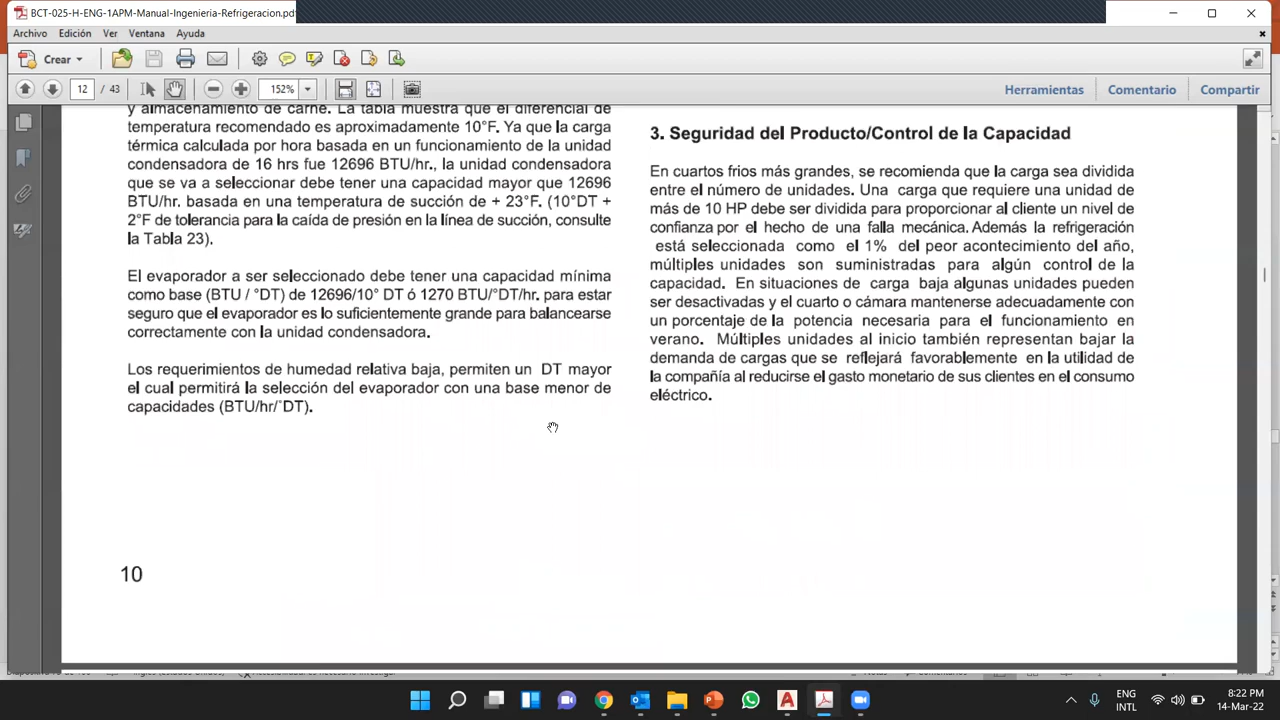 BCT-025-H-ENG-1APM-Manual-Ingenieria-Refrigeracion.pdf
Archivo Edición Ver Ventana Ayuda
Crear
12 / 43 152% Herramientas Comentario Compartir
y almacenamiento de carne. La tabla muestra que el diferencial de
temperatura recomendado es aproximadamente 10°F. Ya que la carga
térmica calculada por hora basada en un funcionamiento de la unidad
condensadora de 16 hrs fue 12696 BTU/hr., la unidad condensadora
que se va a seleccionar debe tener una capacidad mayor que 12696
BTU/hr. basada en una temperatura de succión de + 23°F. (10°DT +
2°F de tolerancia para la caída de presión en la línea de succión, consulte
la Tabla 23).
El evaporador a ser seleccionado debe tener una capacidad mínima
como base (BTU / °DT) de 12696/10° DT ó 1270 BTU/°DT/hr. para estar
seguro que el evaporador es lo suficientemente grande para balancearse
correctamente con la unidad condensadora.
Los requerimientos de humedad relativa baja, permiten un DT mayor
el cual permitirá la selección del evaporador con una base menor de
capacidades (BTU/hr/°DT).
10
3. Seguridad del Producto/Control de la Capacidad
En cuartos frios más grandes, se recomienda que la carga sea dividida
entre el número de unidades. Una carga que requiere una unidad de
más de 10 HP debe ser dividida para proporcionar al cliente un nivel de
confianza por el hecho de una falla mecánica. Además la refrigeración
está seleccionada como el 1% del peor acontecimiento del año,
múltiples unidades son suministradas para algún control de la
capacidad. En situaciones de carga baja algunas unidades pueden
ser desactivadas y el cuarto o cámara mantenerse adecuadamente con
un porcentaje de la potencia necesaria para el funcionamiento en
verano. Múltiples unidades al inicio también representan bajar la
demanda de cargas que se reflejará favorablemente en la utilidad de
la compañía al reducirse el gasto monetario de sus clientes en el consumo
eléctrico.
ENG
INTL
8:22 PM
14-Mar-22